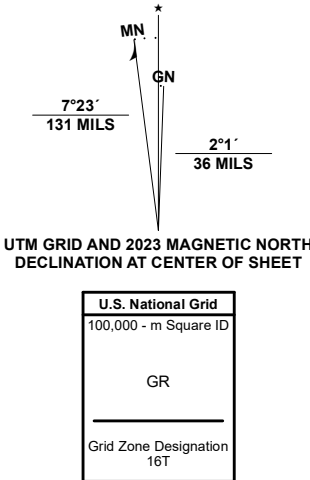 ★
MN
GN
7°23´
131 MILS
2°1´
36 MILS
UTM GRID AND 2023 MAGNETIC NORTH
DECLINATION AT CENTER OF SHEET
U.S. National Grid
100,000 - m Square ID
GR
Grid Zone Designation
16T